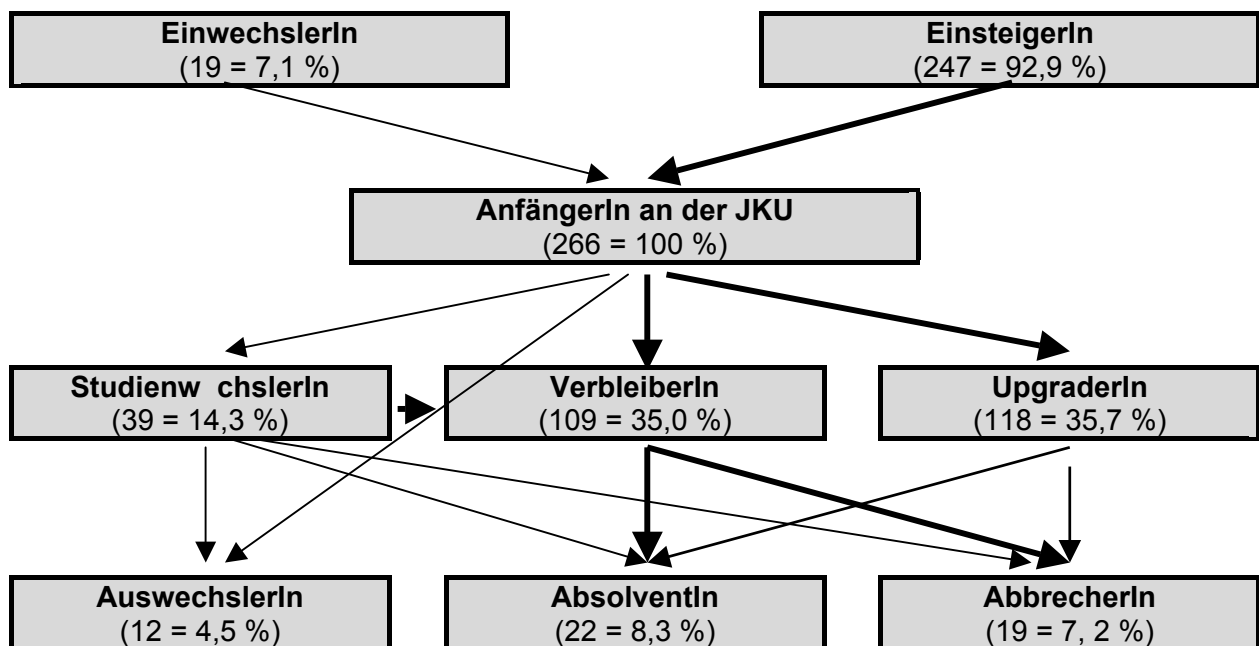 EinwechslerIn
(19 = 7,1 %)
EinsteigerIn
(247 = 92,9 %)
AnfängerIn an der JKU
(266 = 100 %)
Studienw chslerIn
(39 = 14,3 %)
VerbleiberIn
(109 = 35,0 %)
UpgraderIn
(118 = 35,7 %)
AuswechslerIn
(12 = 4,5 %)
AbsolventIn
(22 = 8,3 %)
AbbrecherIn
(19 = 7, 2 %)